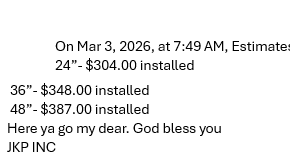 On Mar 3, 2026, at 7:49 AM, Estimates
24”- $304.00 installed
36”- $348.00 installed
48”- $387.00 installed
Here ya go my dear. God bless you
JKP INC